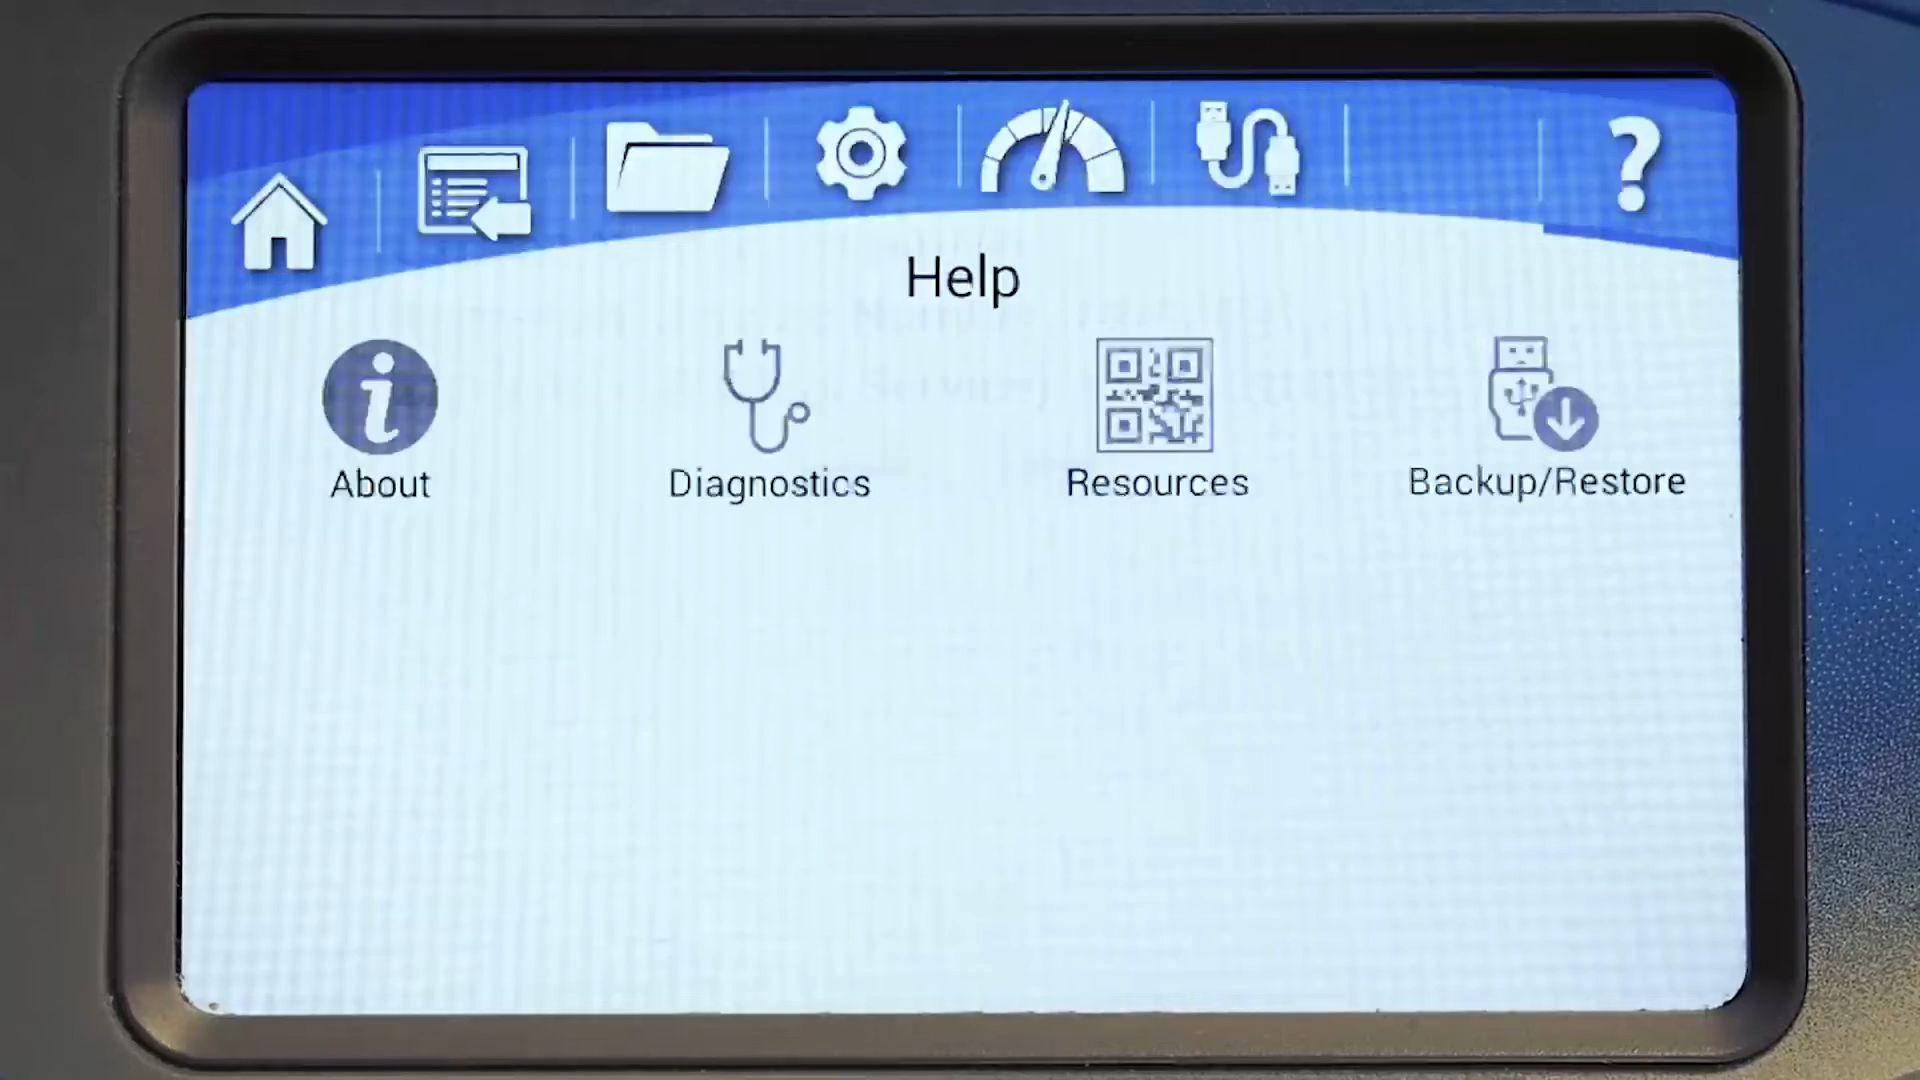 Help
About
Diagnostics
Resources
Backup/Restore